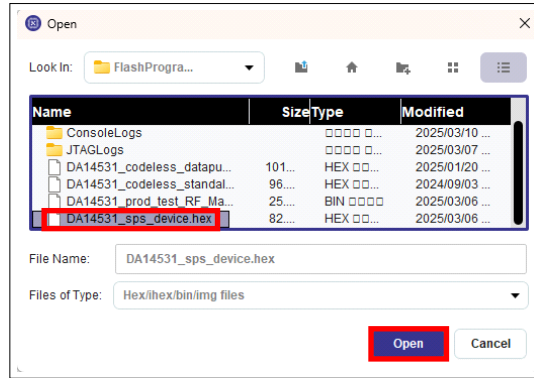 Open
Look In: FlashProgra...
Name Size Type Modified
ConsoleLogs □□□□ □... 2025/03/10 ...
JTAGLogs □□□□ □... 2025/03/07 ...
DA14531_codeless_datapu... 101... HEX □□... 2025/01/20 ...
DA14531_codeless_standal... 96.... HEX □□... 2024/09/03 ...
DA14531_prod_test_RF_Ma... 25.... BIN □□□□ 2025/03/06 ...
DA14531_sps_device.hex 82.... HEX □□... 2025/03/06 ...
File Name: DA14531_sps_device.hex
Files of Type: Hex/ihex/bin/img files
Open Cancel